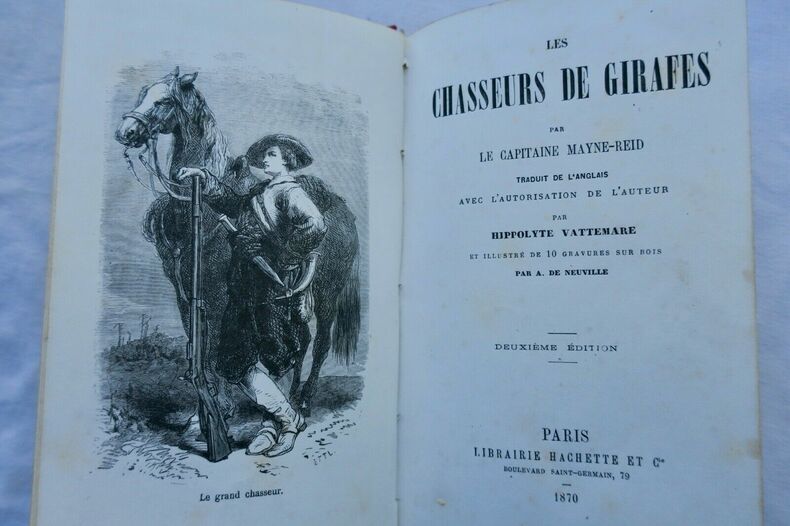 Le grand chasseur.
LES
CHASSEURS DE GIRAFES
PAR
LE CAPITAINE MAYNE-REID
TRADUIT DE L'ANGLAIS
AVEC L'AUTORISATION DE L'AUTEUR
PAR
HIPPOLYTE VATTEMARE
ET ILLUSTRÉ DE 10 GRAVURES SUR BOIS
PAR A. DE NEUVILLE
DEUXIÈME ÉDITION
PARIS
LIBRAIRIE HACHETTE ET Cie
BOULEVARD SAINT-GERMAIN, 79
1870